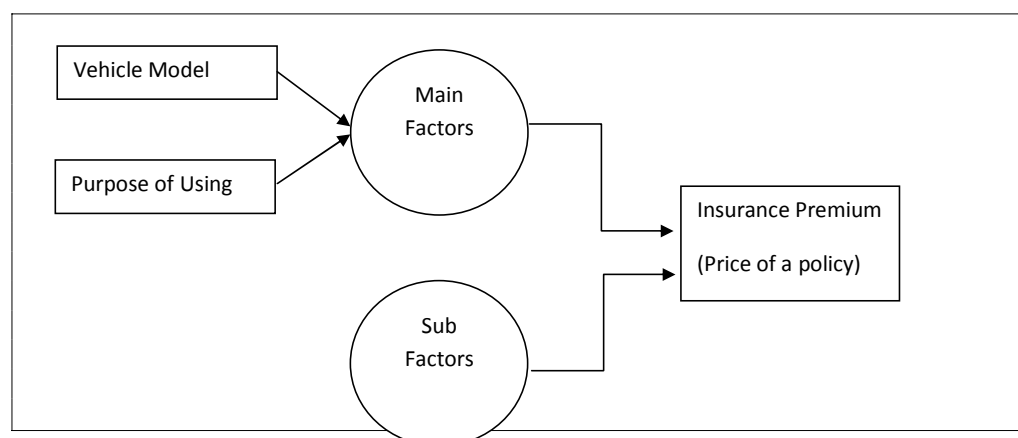 Vehicle Model
Main
Factors
Purpose of Using
Insurance Premium
(Price of a policy)
Sub
Factors